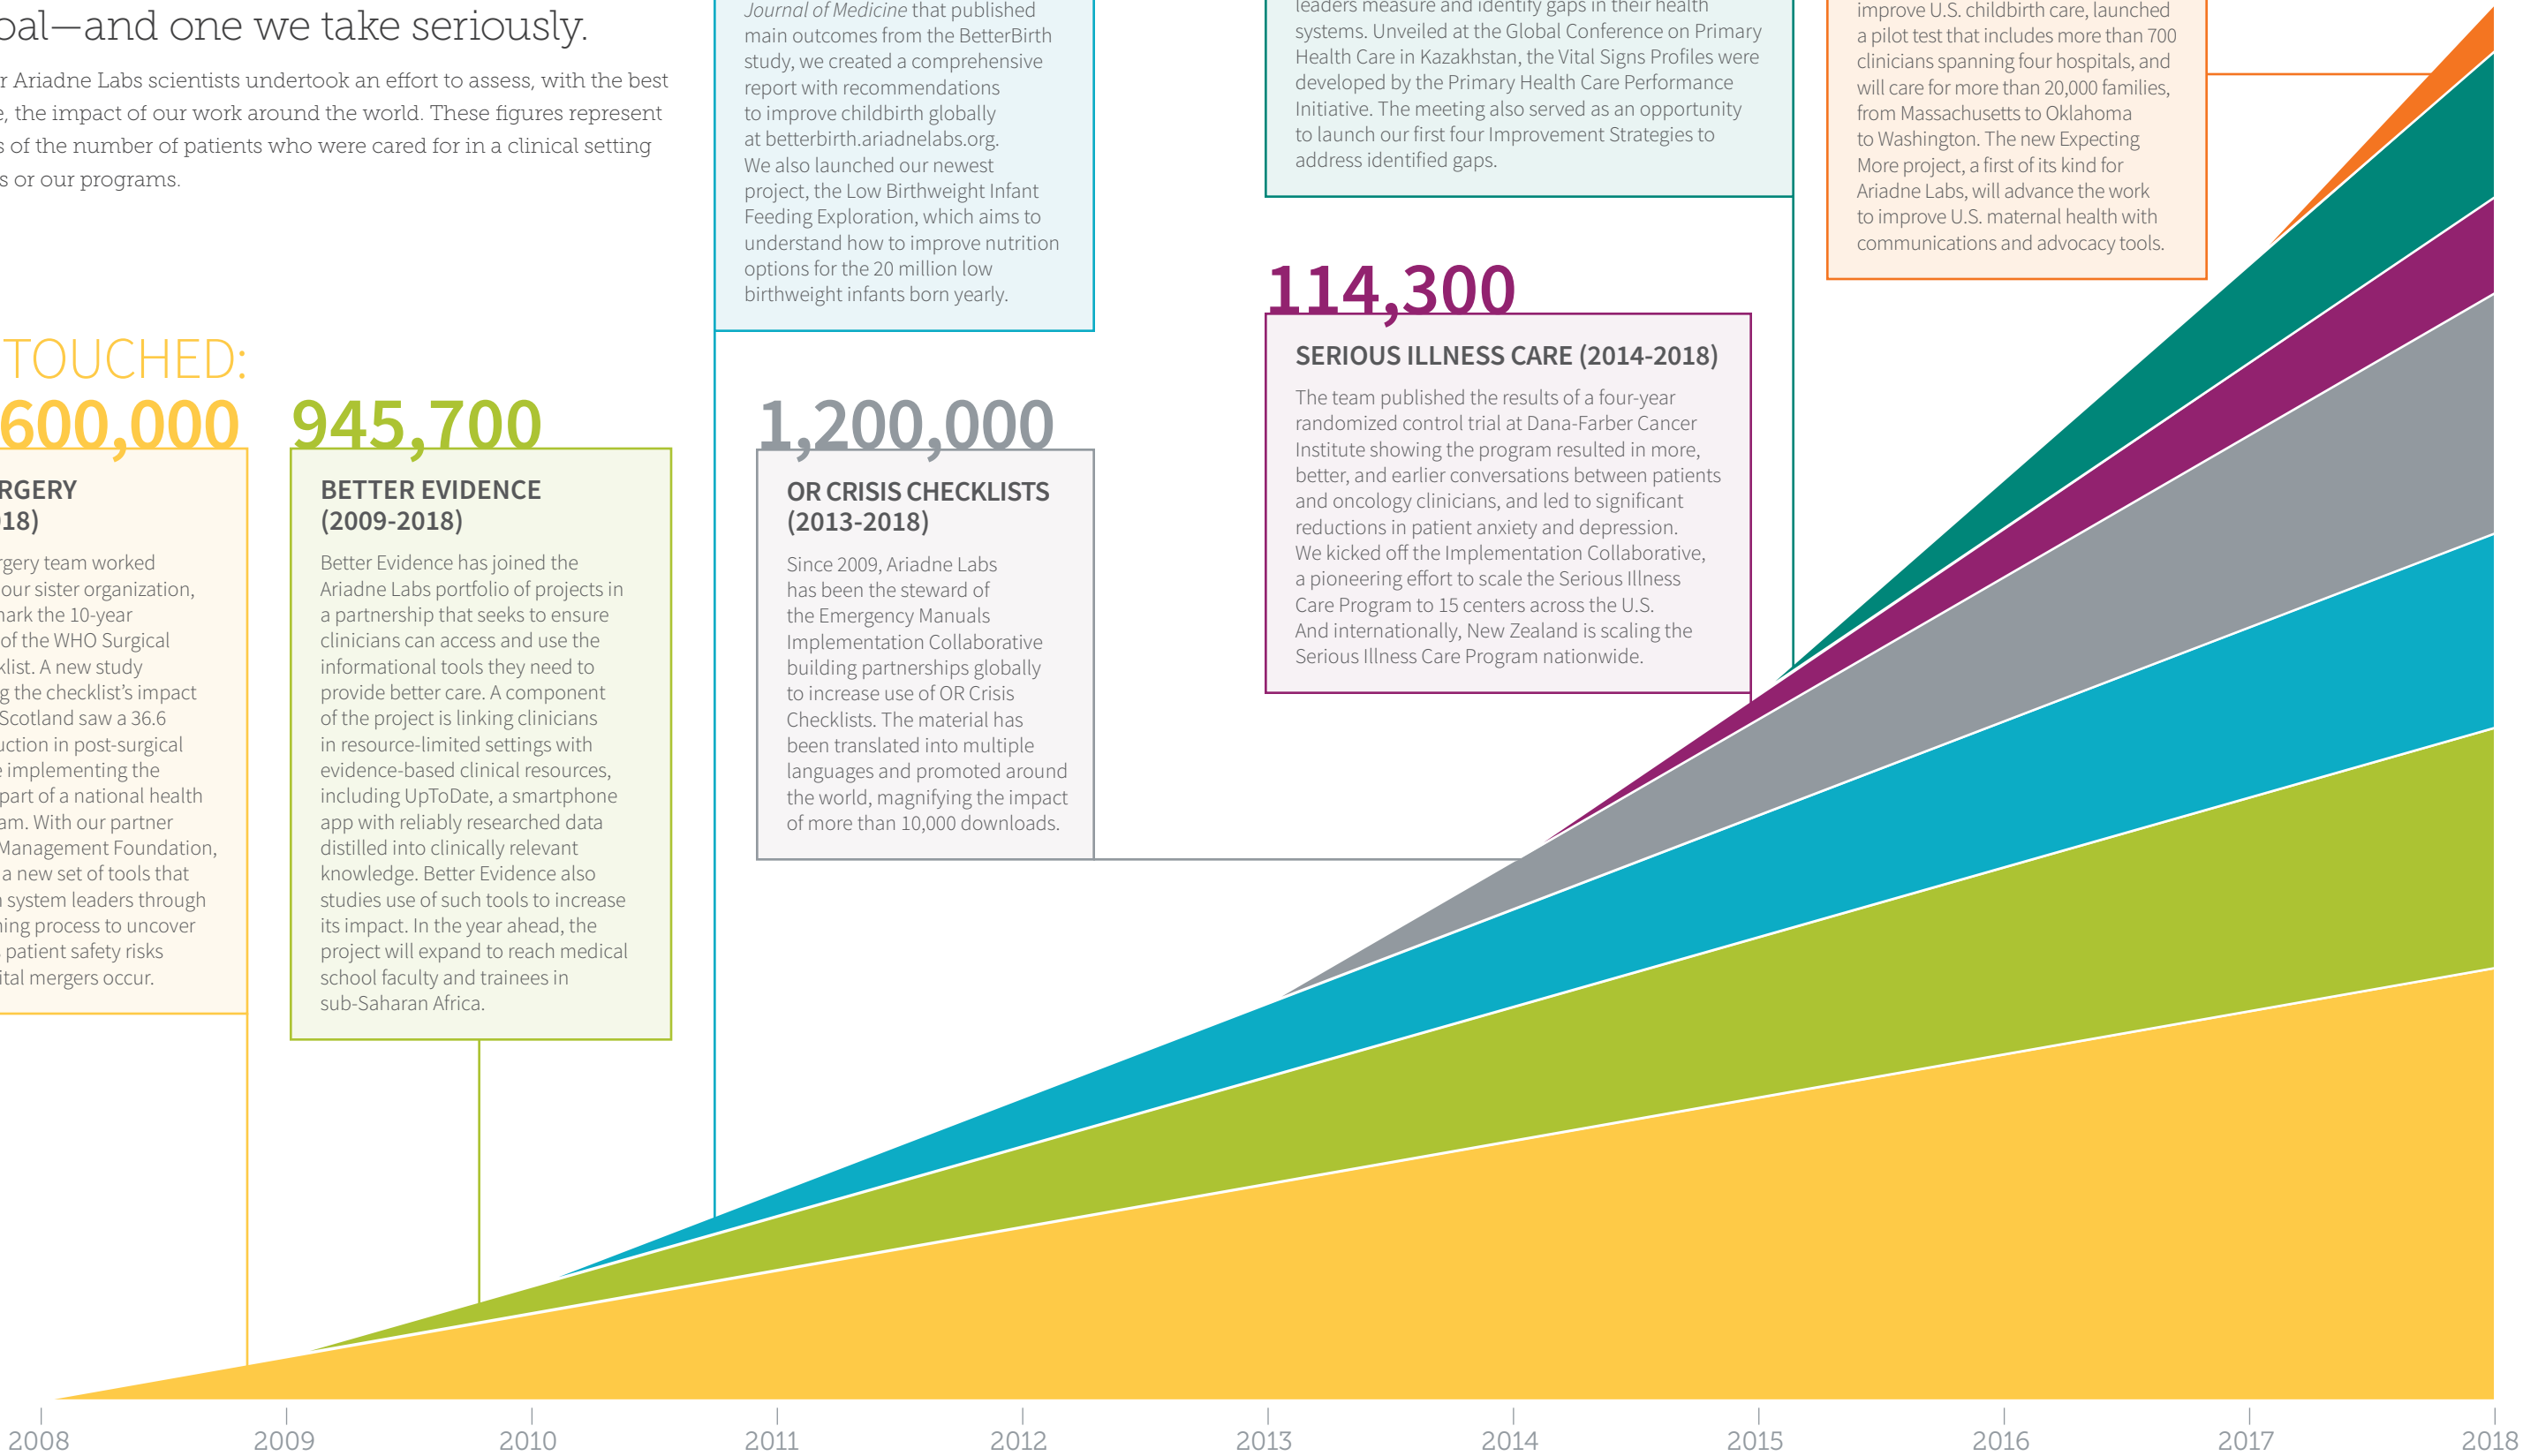 oal—and one we take seriously.
r Ariadne Labs scientists undertook an effort to assess, with the best
e, the impact of our work around the world. These figures represent
s of the number of patients who were cared for in a clinical setting
s or our programs.
Journal of Medicine that published
main outcomes from the BetterBirth
study, we created a comprehensive
report with recommendations
to improve childbirth globally
at betterbirth.ariadnelabs.org.
We also launched our newest
project, the Low Birthweight Infant
Feeding Exploration, which aims to
understand how to improve nutrition
options for the 20 million low
birthweight infants born yearly.
leaders measure and identify gaps in their health
systems. Unveiled at the Global Conference on Primary
Health Care in Kazakhstan, the Vital Signs Profiles were
developed by the Primary Health Care Performance
Initiative. The meeting also served as an opportunity
to launch our first four Improvement Strategies to
address identified gaps.
improve U.S. childbirth care, launched
a pilot test that includes more than 700
clinicians spanning four hospitals, and
will care for more than 20,000 families,
from Massachusetts to Oklahoma
to Washington. The new Expecting
More project, a first of its kind for
Ariadne Labs, will advance the work
to improve U.S. maternal health with
communications and advocacy tools.
TOUCHED:
600,000
RGERY
18)
rgery team worked
our sister organization,
mark the 10-year
of the WHO Surgical
klist. A new study
g the checklist’s impact
Scotland saw a 36.6
uction in post-surgical
e implementing the
part of a national health
am. With our partner
Management Foundation,
a new set of tools that
system leaders through
ning process to uncover
s patient safety risks
ital mergers occur.
945,700
BETTER EVIDENCE
(2009-2018)
Better Evidence has joined the
Ariadne Labs portfolio of projects in
a partnership that seeks to ensure
clinicians can access and use the
informational tools they need to
provide better care. A component
of the project is linking clinicians
in resource-limited settings with
evidence-based clinical resources,
including UpToDate, a smartphone
app with reliably researched data
distilled into clinically relevant
knowledge. Better Evidence also
studies use of such tools to increase
its impact. In the year ahead, the
project will expand to reach medical
school faculty and trainees in
sub-Saharan Africa.
1,200,000
OR CRISIS CHECKLISTS
(2013-2018)
Since 2009, Ariadne Labs
has been the steward of
the Emergency Manuals
Implementation Collaborative
building partnerships globally
to increase use of OR Crisis
Checklists. The material has
been translated into multiple
languages and promoted around
the world, magnifying the impact
of more than 10,000 downloads.
114,300
SERIOUS ILLNESS CARE (2014-2018)
The team published the results of a four-year
randomized control trial at Dana-Farber Cancer
Institute showing the program resulted in more,
better, and earlier conversations between patients
and oncology clinicians, and led to significant
reductions in patient anxiety and depression.
We kicked off the Implementation Collaborative,
a pioneering effort to scale the Serious Illness
Care Program to 15 centers across the U.S.
And internationally, New Zealand is scaling the
Serious Illness Care Program nationwide.
2008 2009 2010 2011 2012 2013 2014 2015 2016 2017 2018